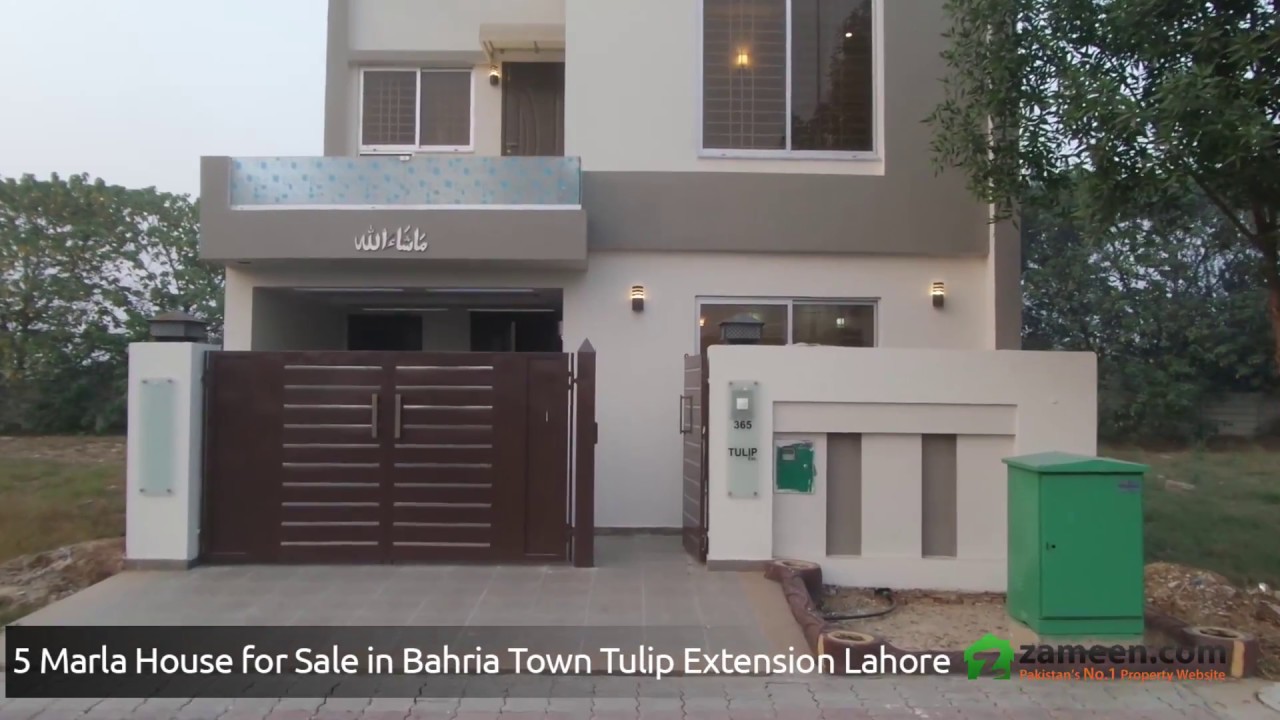 ماشاءالله
365
TULIP
5 Marla House for Sale in Bahria Town Tulip Extension Lahore
zameen.com
Pakistan's No.1 Property Website